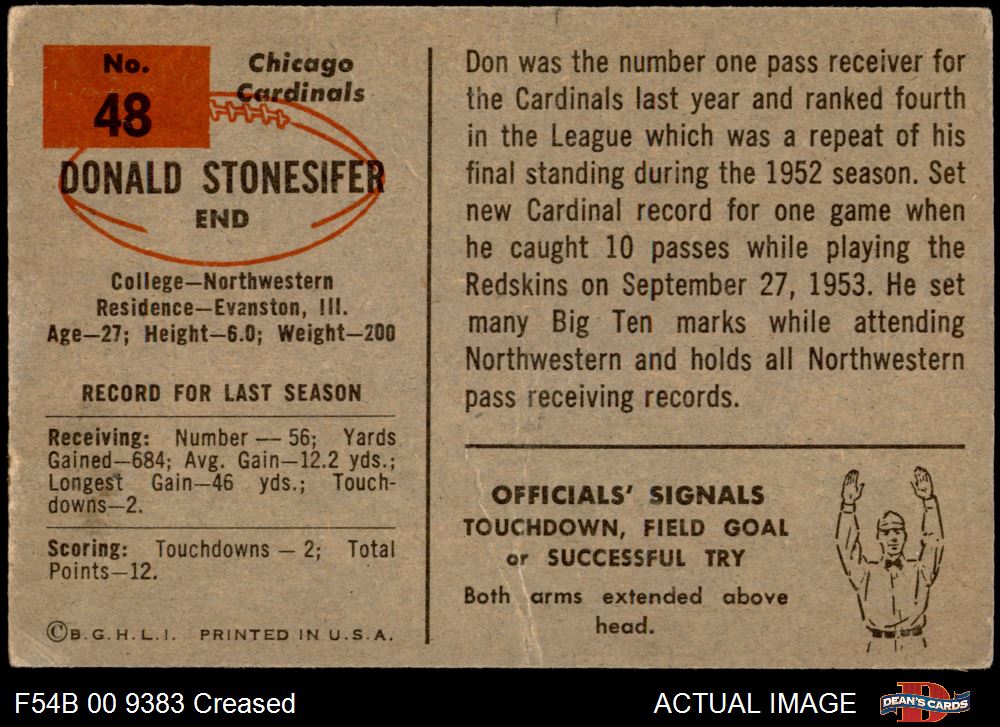 No.
48
Chicago
Cardinals
DONALD STONESIFER
END
College—Northwestern
Residence—Evanston, Ill.
Age—27; Height—6.0; Weight—200
RECORD FOR LAST SEASON
Receiving: Number — 56; Yards
Gained—684; Avg. Gain—12.2 yds.;
Longest Gain—46 yds.; Touch-
downs—2.
Scoring: Touchdowns — 2; Total
Points—12.
©B.G.H.L.I. PRINTED IN U.S.A.
Don was the number one pass receiver for
the Cardinals last year and ranked fourth
in the League which was a repeat of his
final standing during the 1952 season. Set
new Cardinal record for one game when
he caught 10 passes while playing the
Redskins on September 27, 1953. He set
many Big Ten marks while attending
Northwestern and holds all Northwestern
pass receiving records.
OFFICIALS' SIGNALS
TOUCHDOWN, FIELD GOAL
or SUCCESSFUL TRY
Both arms extended above
head.
F54B 00 9383 Creased
ACTUAL IMAGE
D
DEAN'S CARDS